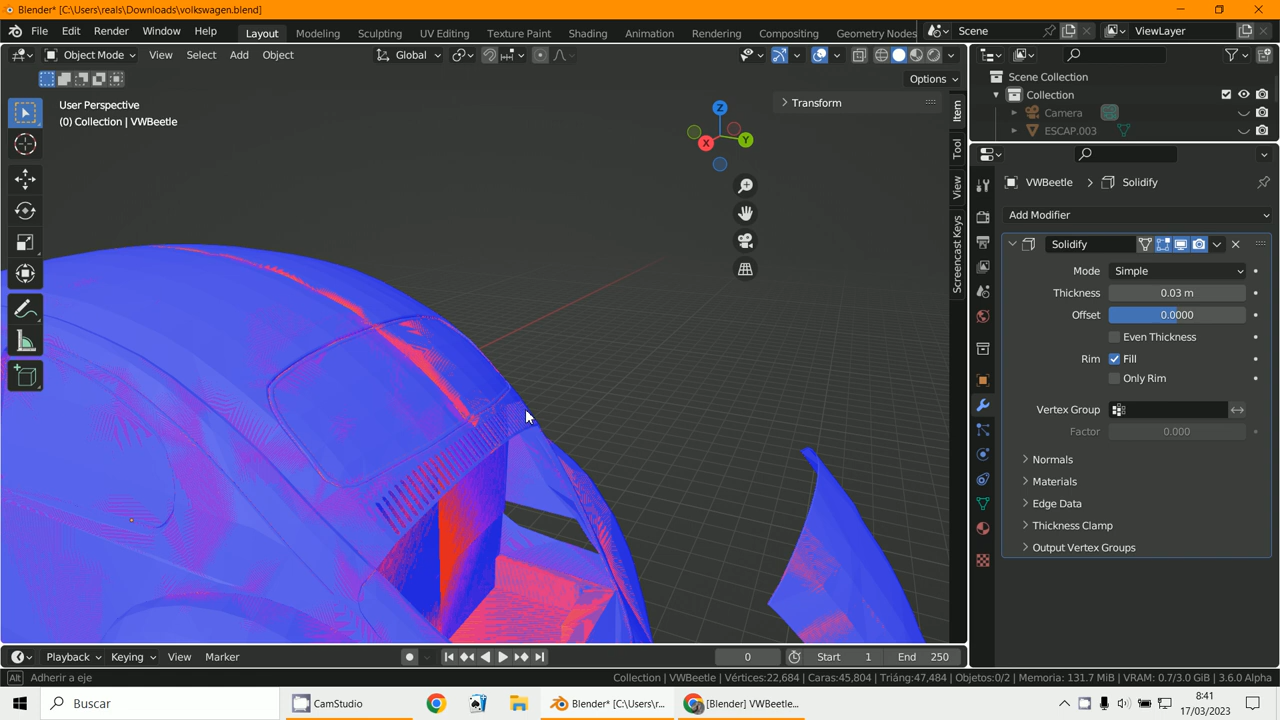 Blender* [C:\Users\reals\Downloads\volkswagen.blend]
File Edit Render Window Help
Layout Modeling Sculpting UV Editing Texture Paint Shading Animation Rendering Compositing Geometry Nodes
Scene
ViewLayer
Object Mode View Select Add Object
Global
Options
User Perspective
(0) Collection | VWBeetle
Transform
Item
Tool
View
Screencast Keys
Z
X
Y
Scene Collection
Collection
Camera
ESCAP.003
VWBeetle Solidify
Add Modifier
Solidify
Mode Simple
Thickness 0.03 m
Offset 0.0000
Even Thickness
Rim Fill
Only Rim
Vertex Group
Factor 0.000
Normals
Materials
Edge Data
Thickness Clamp
Output Vertex Groups
Playback Keying View Marker
0 Start 1 End 250
Alt Adherir a eje
Collection | VWBeetle | Vértices:22,684 | Caras:45,804 | Triáng:47,484 | Objetos:0/2 | Memoria: 131.7 MiB | VRAM: 0.7/3.0 GiB | 3.6.0 Alpha
Buscar
CamStudio
Blender* [C:\Users\r...
[Blender] VWBeetle...
8:41
17/03/2023